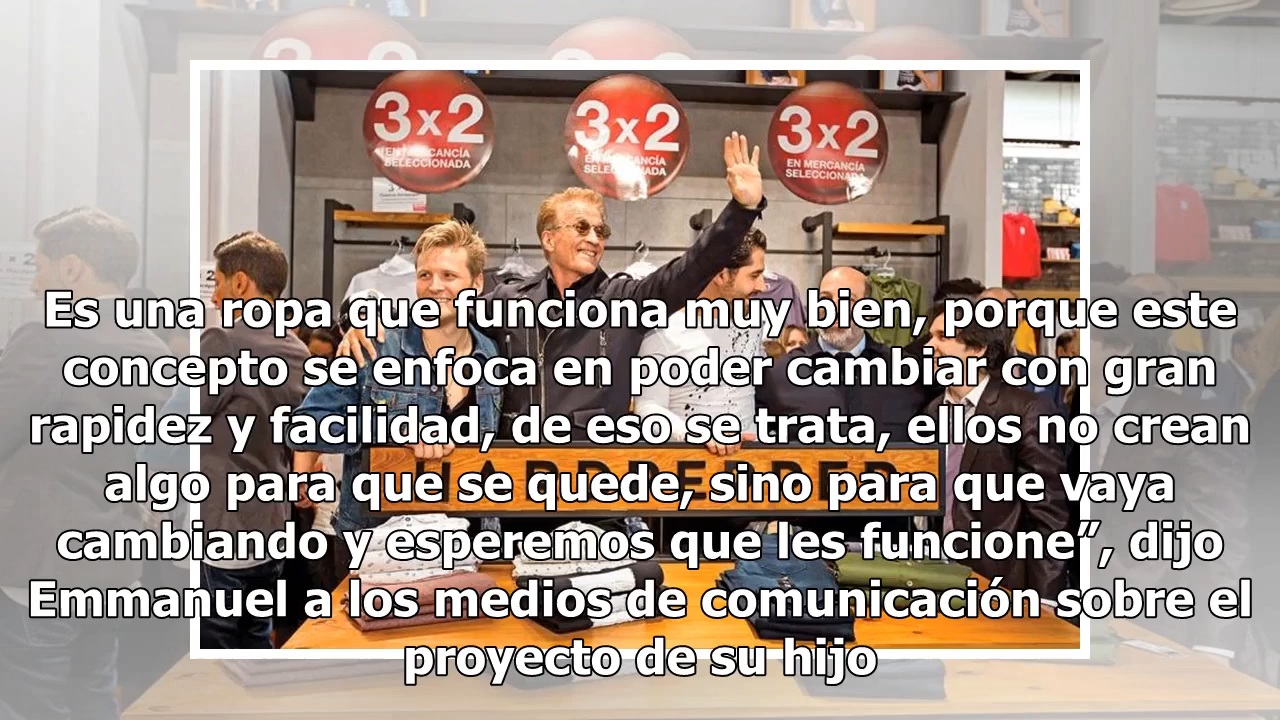 3x2
EN MERCANCÍA
SELECCIONADA
3x2
EN MERCANCÍA
SELECCIONADA
3x2
EN MERCANCÍA
SELECCIONADA
Es una ropa que funciona muy bien, porque este
concepto se enfoca en poder cambiar con gran
rapidez y facilidad, de eso se trata, ellos no crean
algo para que se quede, sino para que vaya
cambiando y esperemos que les funcione”, dijo
Emmanuel a los medios de comunicación sobre el
proyecto de su hijo